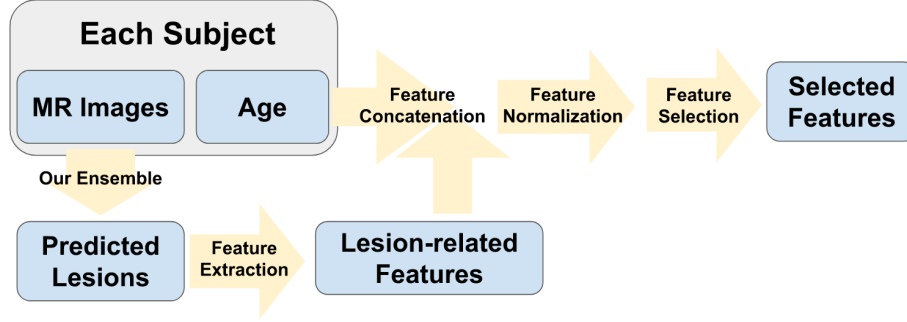 Each Subject
MR Images
Age
Feature
Concatenation
Feature
Normalization
Feature
Selection
Selected
Features
Our Ensemble
Predicted
Lesions
Feature
Extraction
Lesion-related
Features